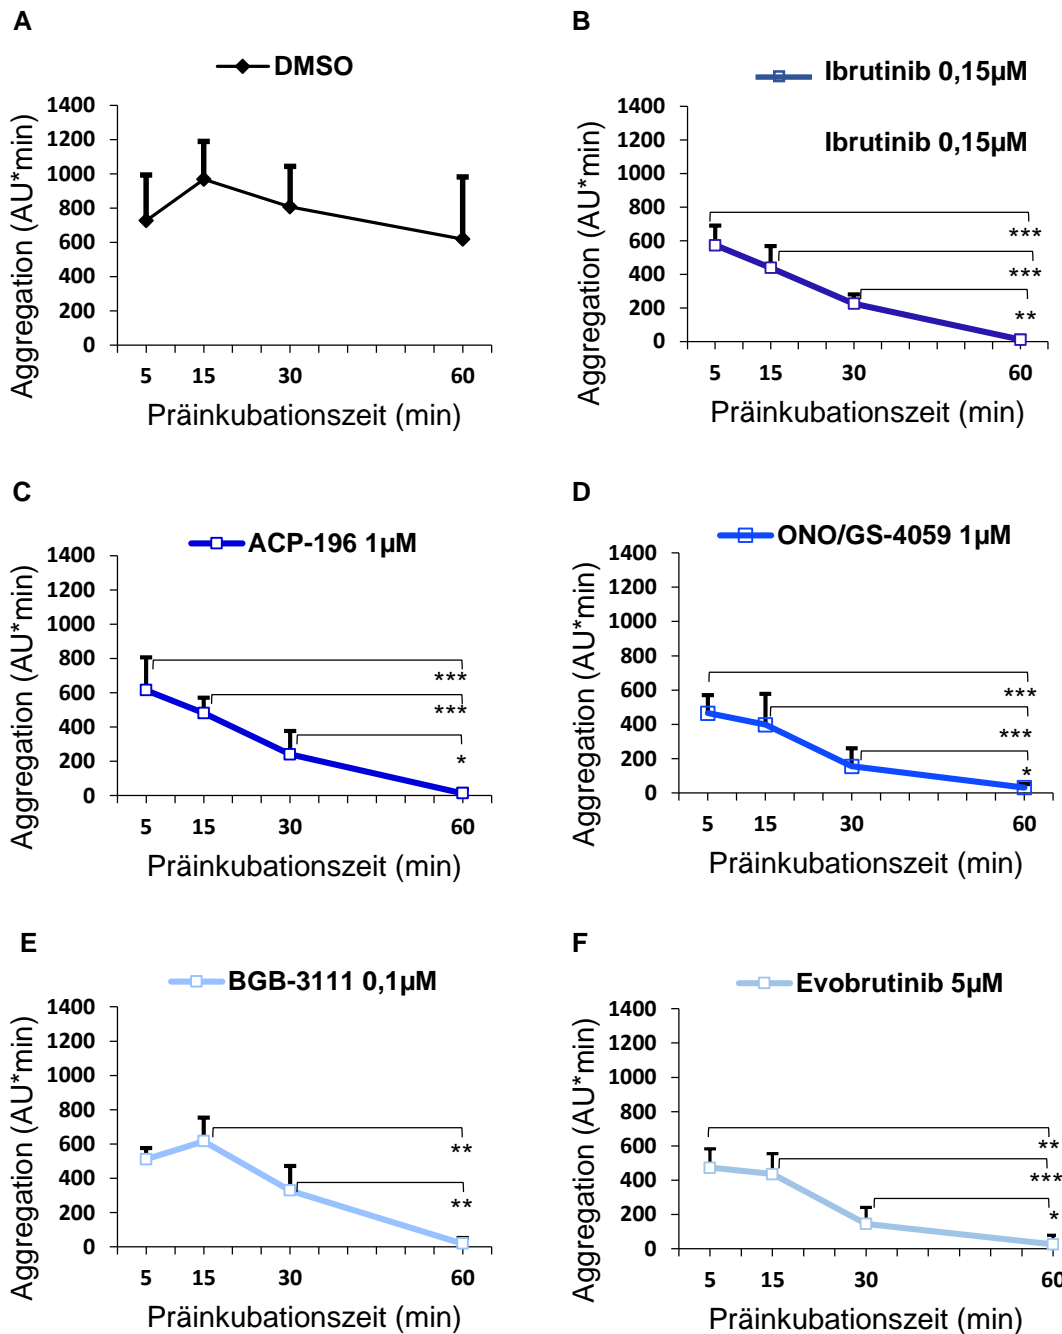 A
DMSO
Aggregation (AU*min)
1400
1200
1000
800
600
400
200
0
5 15 30 60
Präinkubationszeit (min)
B
Ibrutinib 0,15µM
Ibrutinib 0,15µM
Aggregation (AU*min)
1400
1200
1000
800
600
400
200
0
***
***
**
5 15 30 60
Präinkubationszeit (min)
C
ACP-196 1µM
Aggregation (AU*min)
1400
1200
1000
800
600
400
200
0
***
***
*
5 15 30 60
Präinkubationszeit (min)
D
ONO/GS-4059 1µM
Aggregation (AU*min)
1400
1200
1000
800
600
400
200
0
***
***
*
5 15 30 60
Präinkubationszeit (min)
E
BGB-3111 0,1µM
Aggregation (AU*min)
1400
1200
1000
800
600
400
200
0
**
**
5 15 30 60
Präinkubationszeit (min)
F
Evobrutinib 5µM
Aggregation (AU*min)
1400
1200
1000
800
600
400
200
0
**
***
*
5 15 30 60
Präinkubationszeit (min)